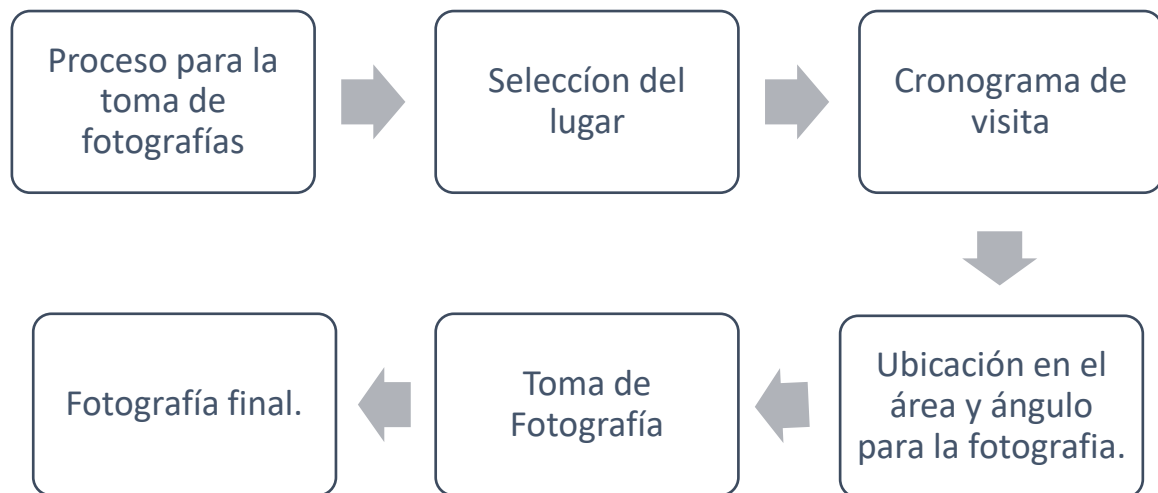 Proceso para la
toma de
fotografías
Seleccíon del
lugar
Cronograma de
visita
Ubicación en el
área y ángulo
para la fotografia.
Toma de
Fotografía
Fotografía final.